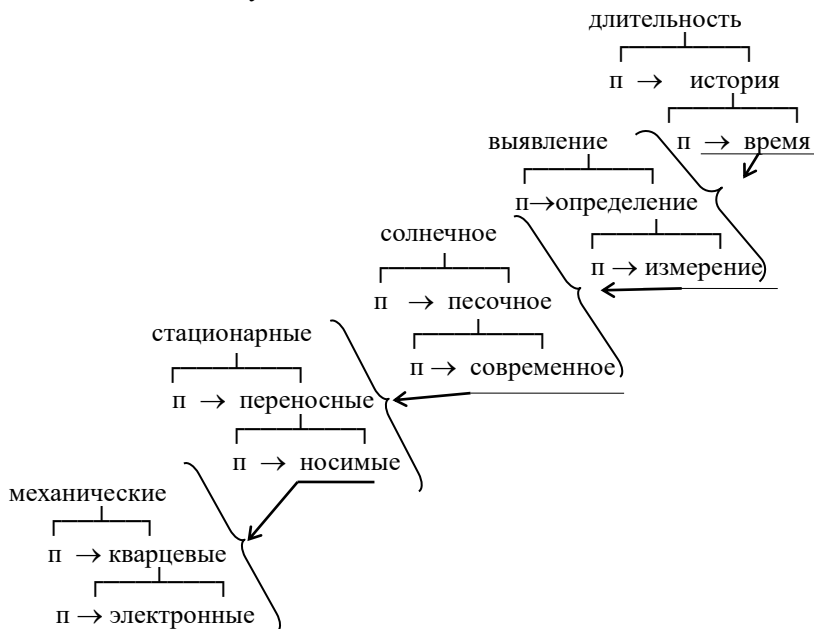 длительность
п → история
п → время
выявление
п→определение
п → измерение
солнечное
п → песочное
п → современное
стационарные
п → переносные
п → носимые
механические
п → кварцевые
п → электронные